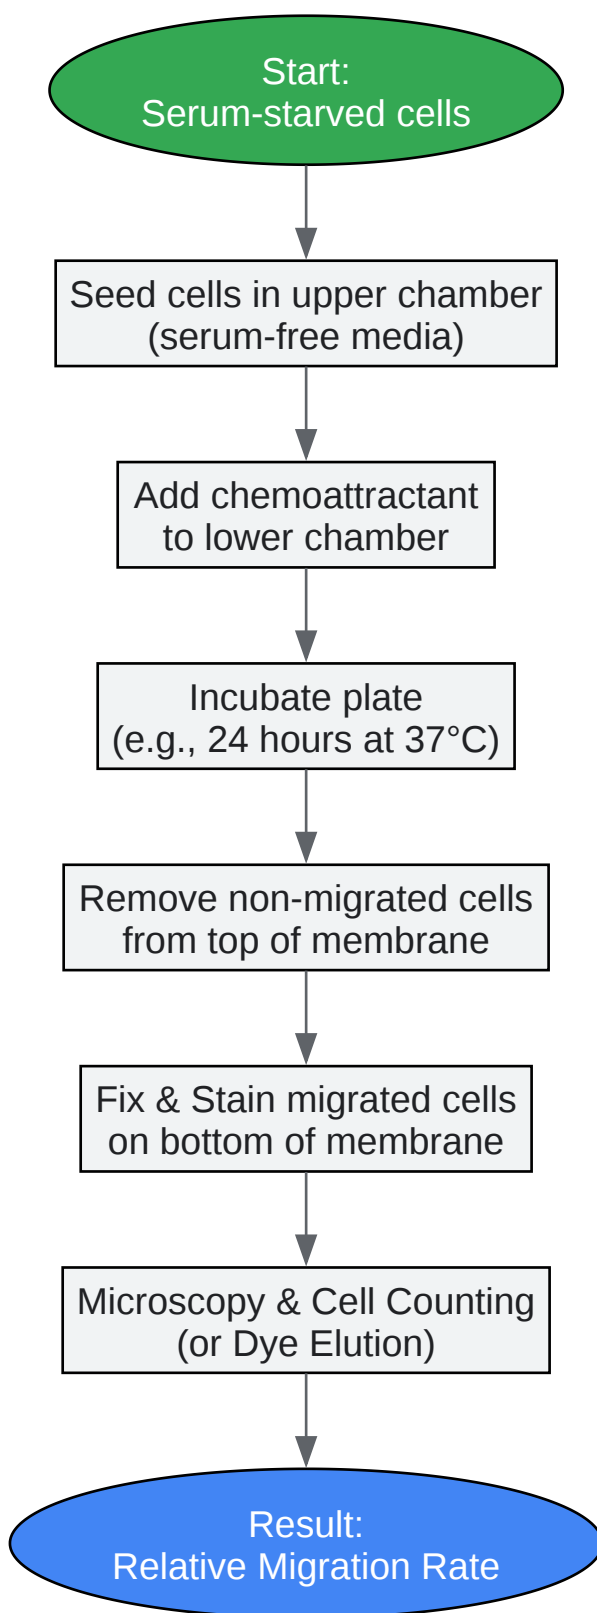 Start:
Serum-starved cells
Seed cells in upper chamber
(serum-free media)
Add chemoattractant
to lower chamber
Incubate plate
(e.g., 24 hours at 37°C)
Remove non-migrated cells
from top of membrane
Fix & Stain migrated cells
on bottom of membrane
Microscopy & Cell Counting
(or Dye Elution)
Result:
Relative Migration Rate